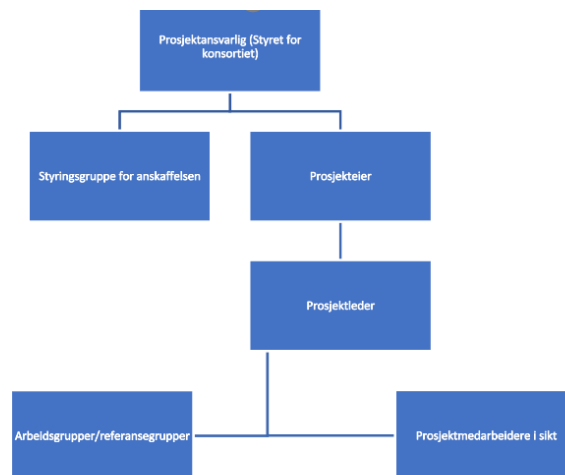 Prosjektansvarlig (Styret for
konsortiet)
Styringsgruppe for anskaffelsen
Prosjekteier
Prosjektleder
Arbeidsgrupper/referansegrupper
Prosjektmedarbeidere i sikt